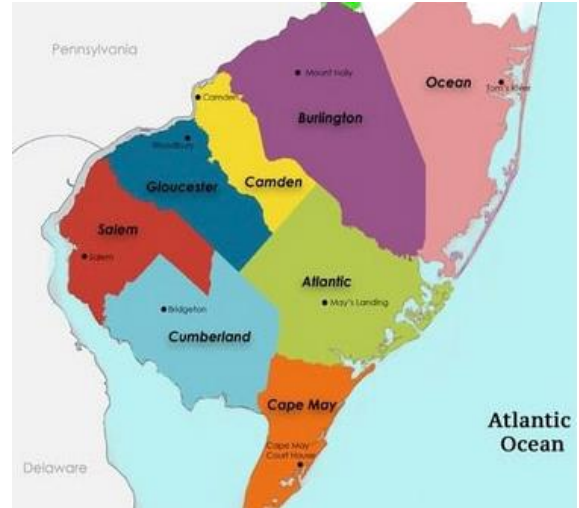 Pennsylvania
Mount Holly
Ocean
Tom's River
Camden
Burlington
Woodbury
Gloucester
Camden
Salem
Salem
Atlantic
May's Landing
Bridgeton
Cumberland
Cape May
Atlantic
Ocean
Cape May
Court House
Delaware